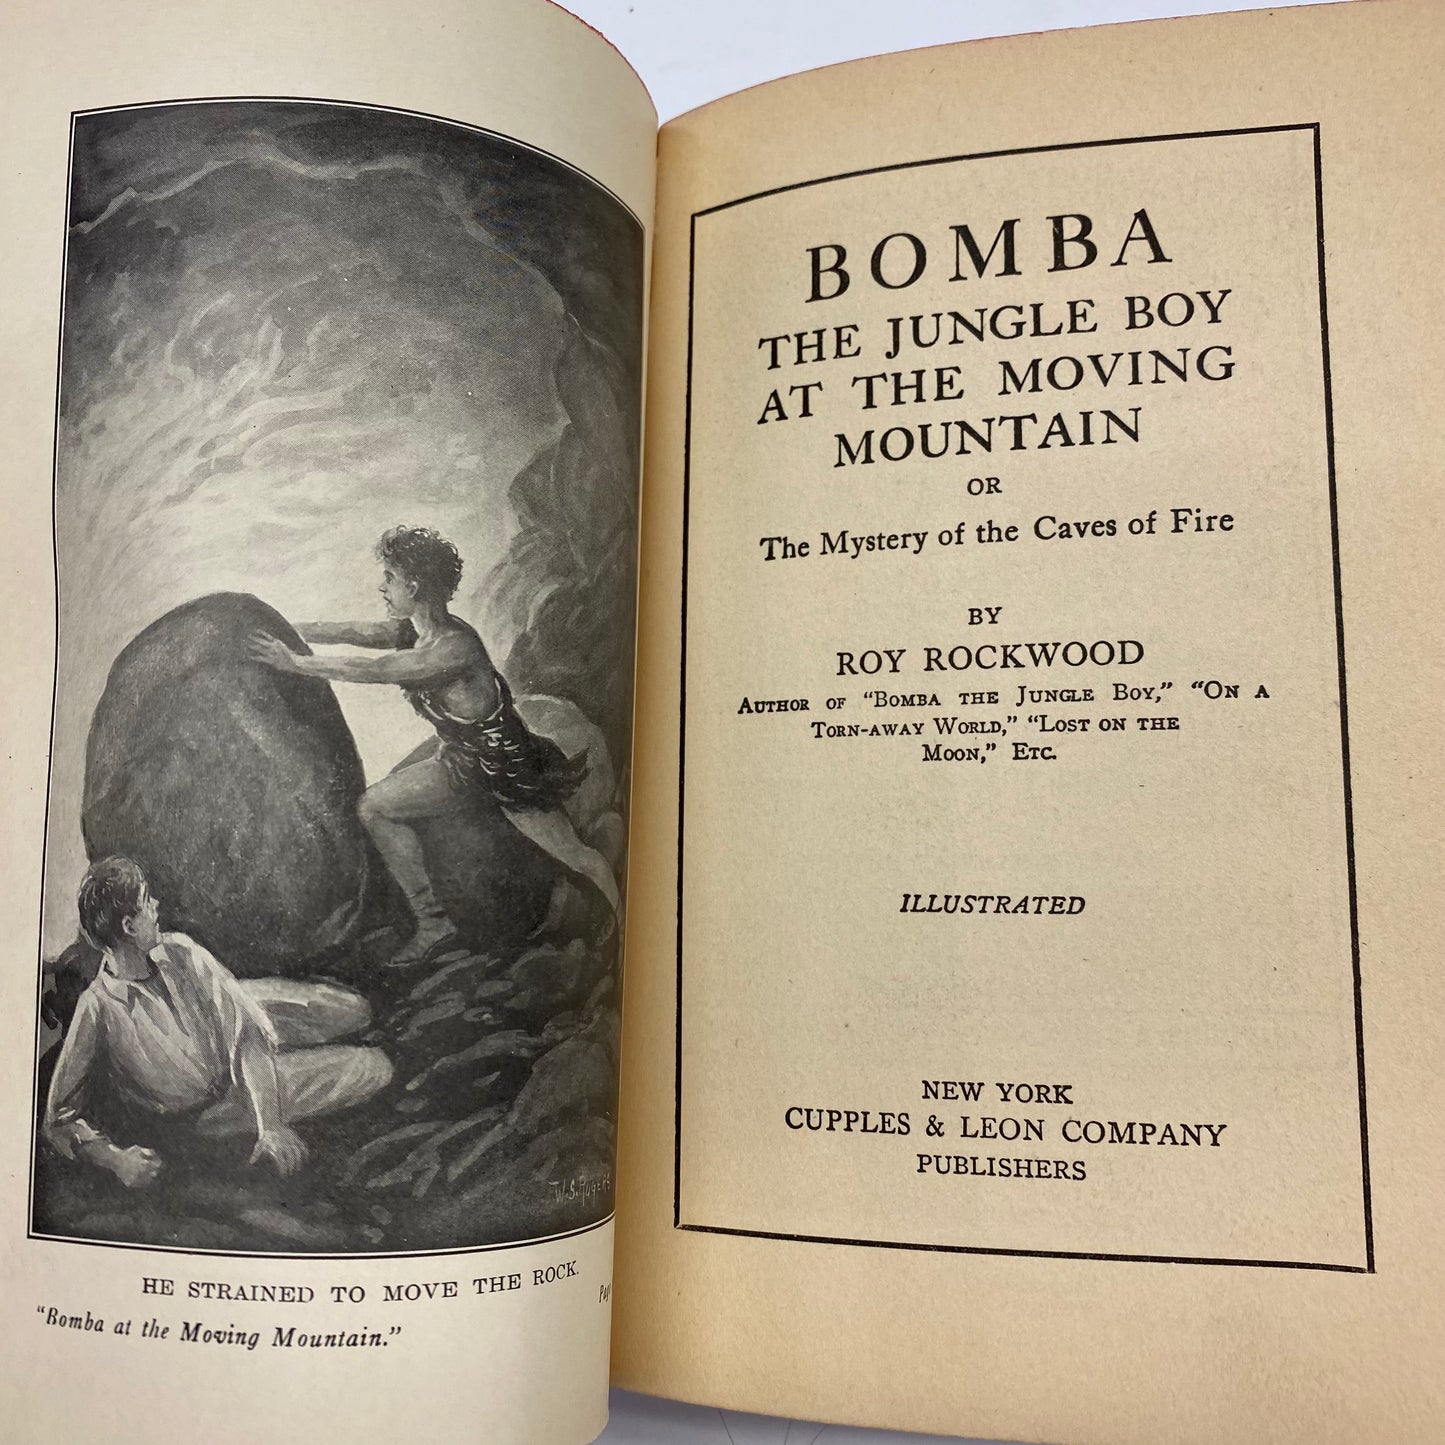 W.S. Rogers
HE STRAINED TO MOVE THE ROCK.
"Bomba at the Moving Mountain."
BOMBA
THE JUNGLE BOY
AT THE MOVING
MOUNTAIN
OR
The Mystery of the Caves of Fire
BY
ROY ROCKWOOD
AUTHOR OF "BOMBA THE JUNGLE BOY," "ON A
TORN-AWAY WORLD," "LOST ON THE
MOON," ETC.
ILLUSTRATED
NEW YORK
CUPPLES & LEON COMPANY
PUBLISHERS